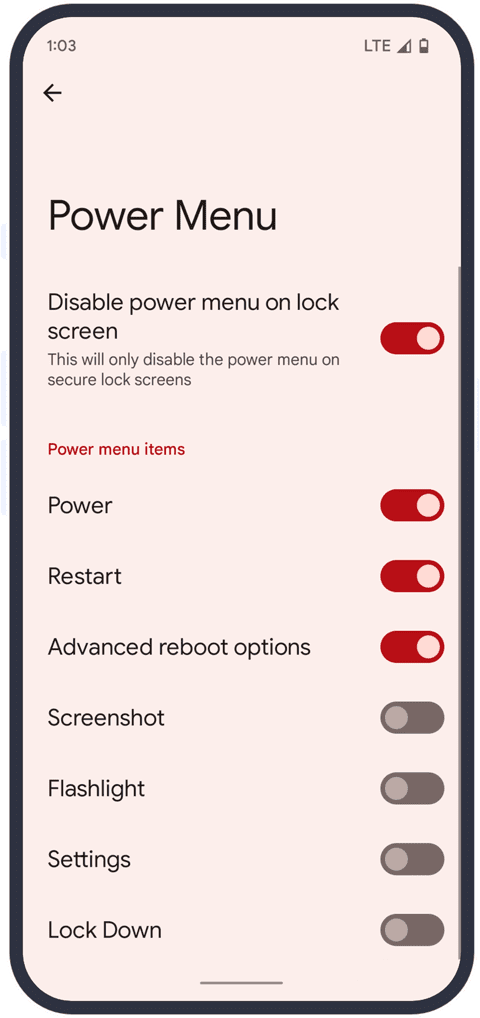 1:03
LTE
Power Menu
Disable power menu on lock
screen
This will only disable the power menu on
secure lock screens
Power menu items
Power
Restart
Advanced reboot options
Screenshot
Flashlight
Settings
Lock Down